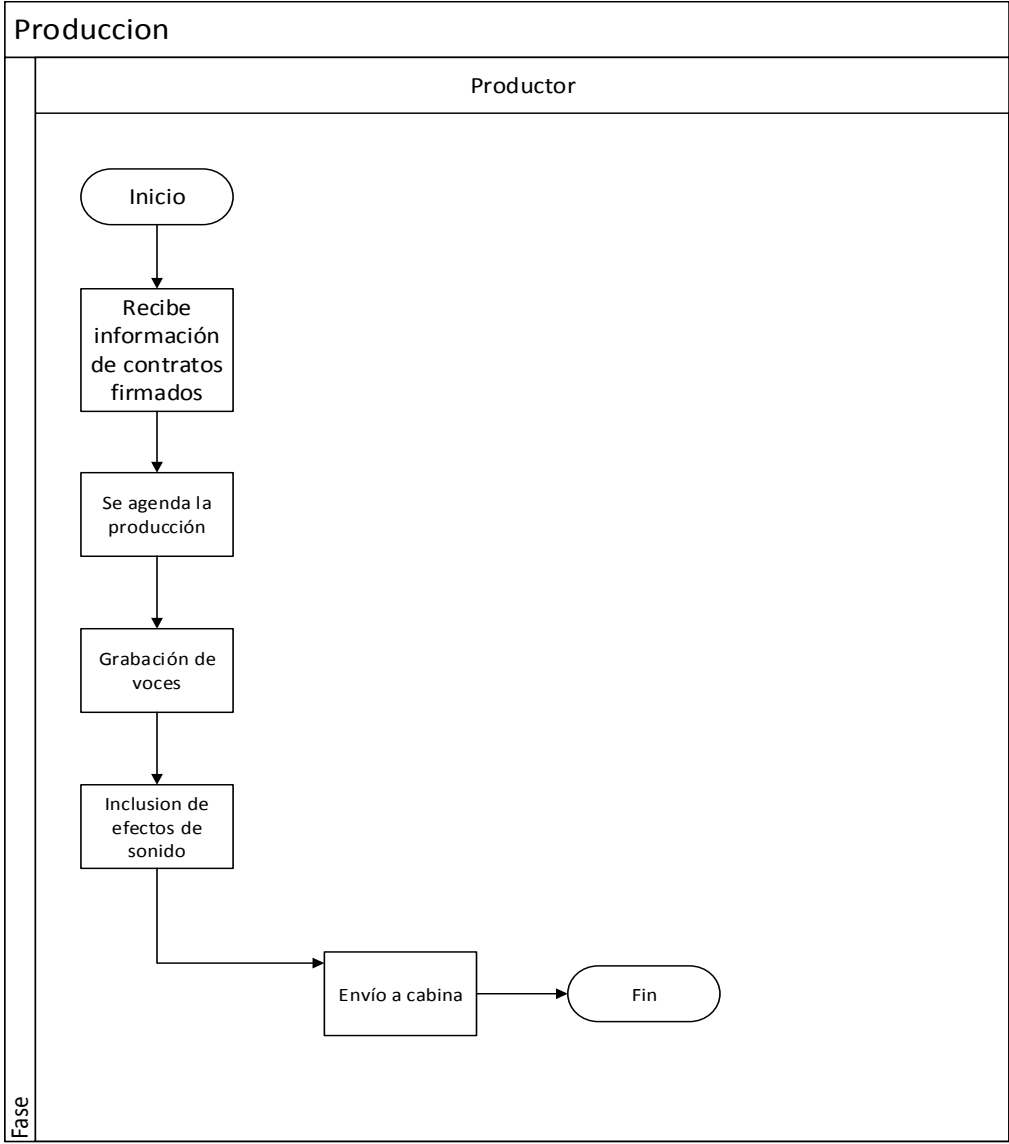 Produccion
Productor
Inicio
Recibe
información
de contratos
firmados
Se agenda la
producción
Grabación de
voces
Inclusion de
efectos de
sonido
Envío a cabina
Fin
Fase